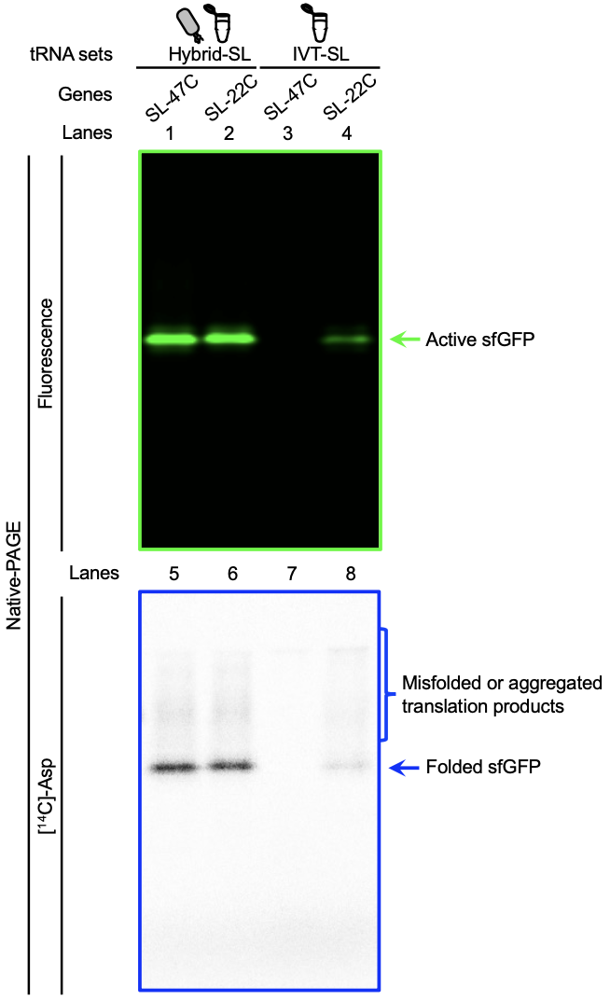 tRNA sets
Hybrid-SL
IVT-SL
Genes
SL-47C
SL-22C
SL-47C
SL-22C
Lanes
1
2
3
4
Native-PAGE
Fluorescence
Active sfGFP
Lanes
5
6
7
8
[¹⁴C]-Asp
Misfolded or aggregated
translation products
Folded sfGFP